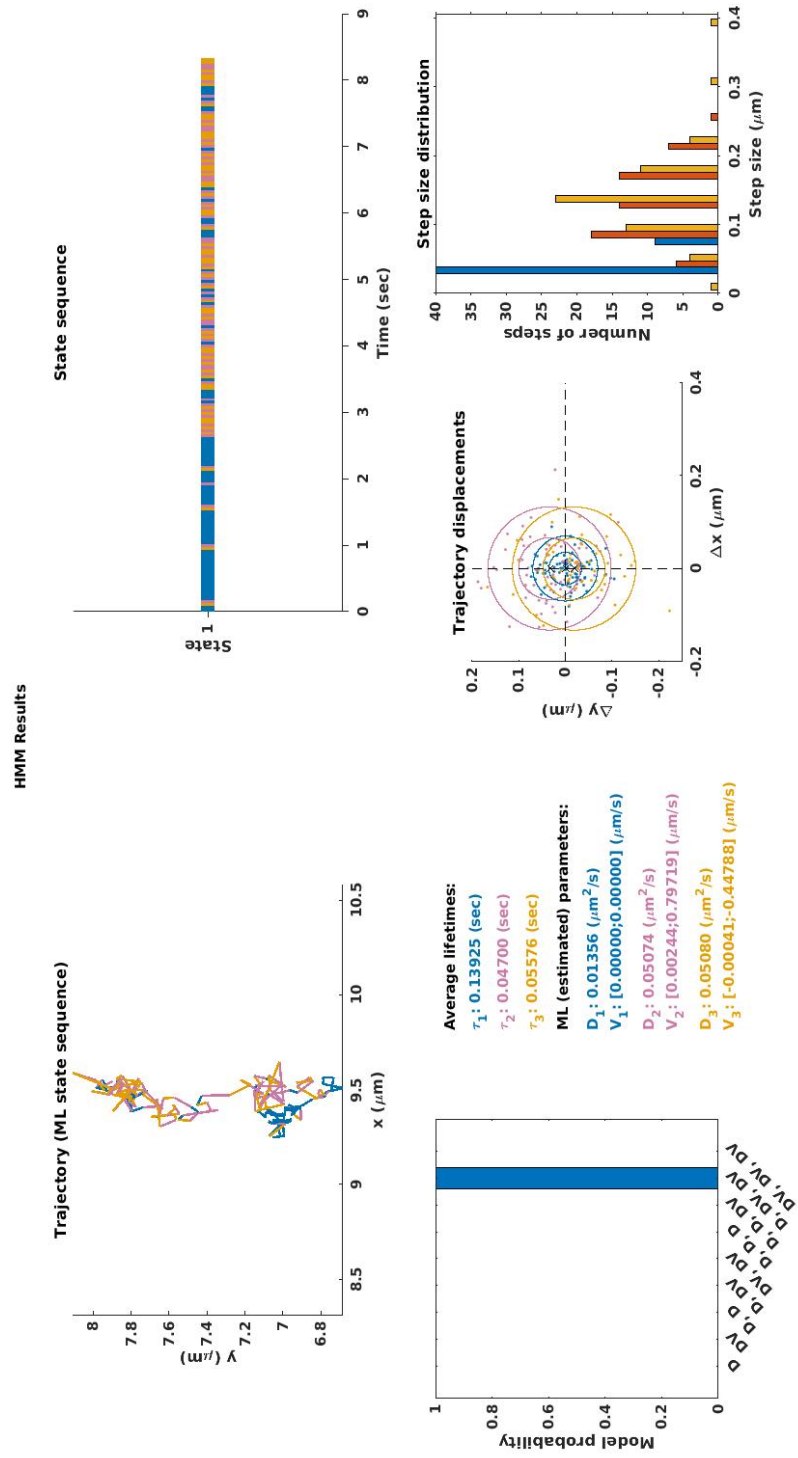 HMM Results
Trajectory (ML state sequence)
8
7.8
7.6
7.4
7.2
7
6.8
y (μm)
8.5
9
9.5
10
10.5
x (μm)
State sequence
1
State
0
1
2
3
4
5
6
7
8
9
Time (sec)
1
0.8
0.6
0.4
0.2
0
Model probability
D
DV
D, D
D, DV
DV, DV
D, D, D
D, D, DV
D, DV, DV
DV, DV, DV
Average lifetimes:
τ1: 0.13925 (sec)
τ2: 0.04700 (sec)
τ3: 0.05576 (sec)
ML (estimated) parameters:
D1: 0.01356 (μm²/s)
V1: [0.00000;0.00000] (μm/s)
D2: 0.05074 (μm²/s)
V2: [0.00244;0.79719] (μm/s)
D3: 0.05080 (μm²/s)
V3: [-0.00041;-0.44788] (μm/s)
Trajectory displacements
0.2
0.1
0
-0.1
-0.2
Δy (μm)
-0.2
0
0.2
0.4
Δx (μm)
Step size distribution
40
35
30
25
20
15
10
5
0
Number of steps
0
0.1
0.2
0.3
0.4
Step size (μm)